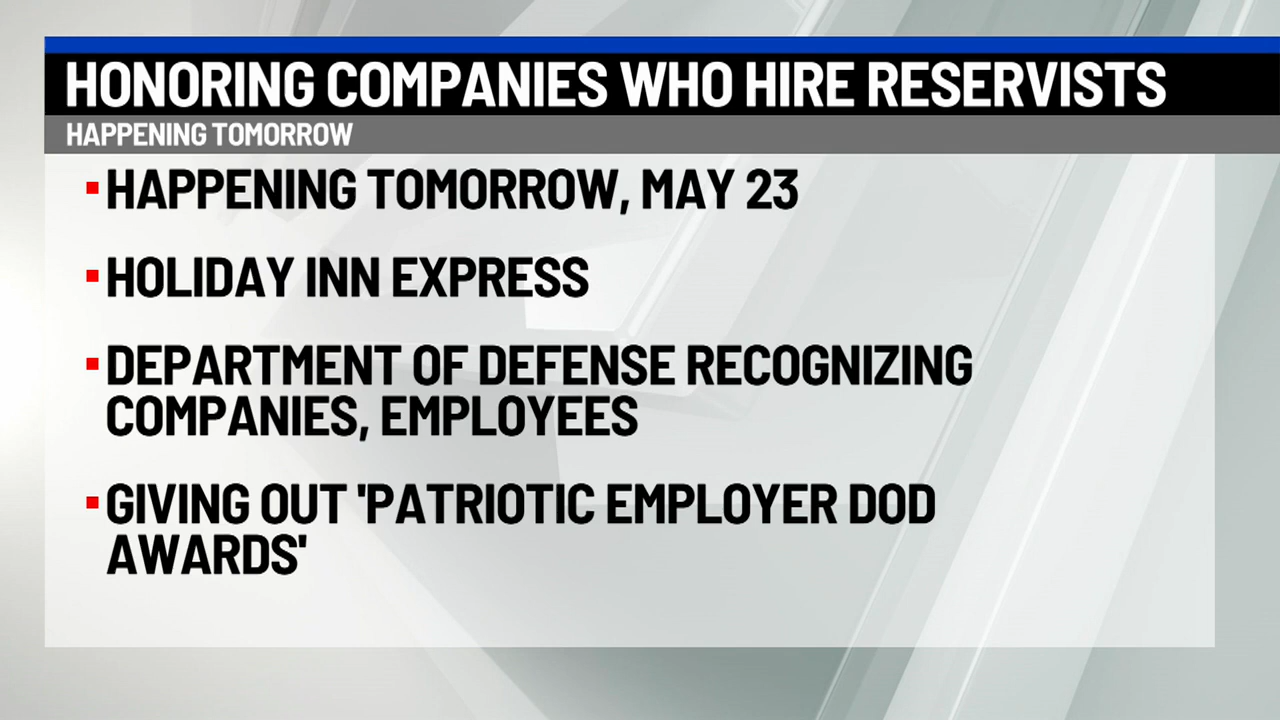 HONORING COMPANIES WHO HIRE RESERVISTS
HAPPENING TOMORROW
HAPPENING TOMORROW, MAY 23
HOLIDAY INN EXPRESS
DEPARTMENT OF DEFENSE RECOGNIZING
COMPANIES, EMPLOYEES
GIVING OUT 'PATRIOTIC EMPLOYER DOD
AWARDS'